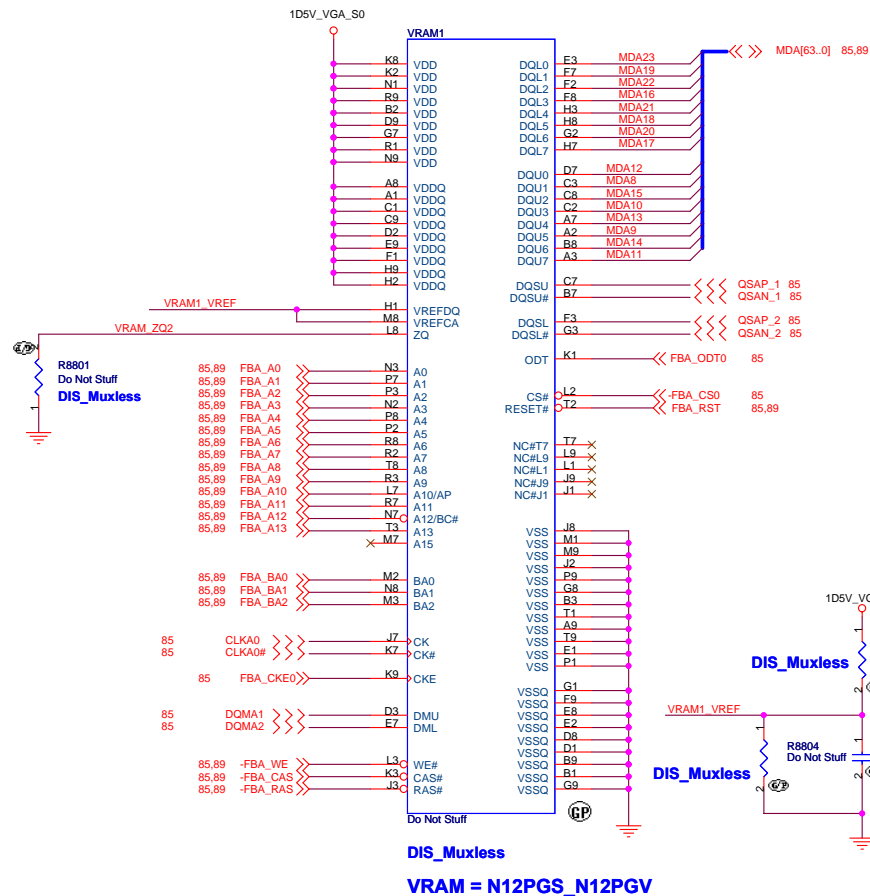 1D5V_VGA_S0
VRAM1
K8 VDD
K2 VDD
N1 VDD
R9 VDD
B2 VDD
D9 VDD
G7 VDD
R1 VDD
N9 VDD
A8 VDDQ
A1 VDDQ
C1 VDDQ
C9 VDDQ
D2 VDDQ
E9 VDDQ
F1 VDDQ
H9 VDDQ
H2 VDDQ
VRAM1_VREF H1 VREFDQ
M8 VREFCA
VRAM_ZQ2 L8 ZQ
2
R8801
Do Not Stuff
DIS_Muxless
1
85,89 FBA_A0 N3 A0
85,89 FBA_A1 P7 A1
85,89 FBA_A2 P3 A2
85,89 FBA_A3 N2 A3
85,89 FBA_A4 P8 A4
85,89 FBA_A5 P2 A5
85,89 FBA_A6 R8 A6
85,89 FBA_A7 R2 A7
85,89 FBA_A8 T8 A8
85,89 FBA_A9 R3 A9
85,89 FBA_A10 L7 A10/AP
85,89 FBA_A11 R7 A11
85,89 FBA_A12 N7 A12/BC#
85,89 FBA_A13 T3 A13
M7 A15
85,89 FBA_BA0 M2 BA0
85,89 FBA_BA1 N8 BA1
85,89 FBA_BA2 M3 BA2
85 CLKA0 J7 CK
85 CLKA0# K7 CK#
85 FBA_CKE0 K9 CKE
85 DQMA1 D3 DMU
85 DQMA2 E7 DML
85,89 -FBA_WE L3 WE#
85,89 -FBA_CAS K3 CAS#
85,89 -FBA_RAS J3 RAS#
DQL0 E3 MDA23
DQL1 F7 MDA19
DQL2 F2 MDA22
DQL3 F8 MDA16
DQL4 H3 MDA21
DQL5 H8 MDA18
DQL6 G2 MDA20
DQL7 H7 MDA17
MDA[63..0] 85,89
DQU0 D7 MDA12
DQU1 C3 MDA8
DQU2 C8 MDA15
DQU3 C2 MDA10
DQU4 A7 MDA13
DQU5 A2 MDA9
DQU6 B8 MDA14
DQU7 A3 MDA11
DQSU C7 QSAP_1 85
DQSU# B7 QSAN_1 85
DQSL F3 QSAP_2 85
DQSL# G3 QSAN_2 85
ODT K1 FBA_ODT0 85
CS# L2 -FBA_CS0 85
RESET# T2 FBA_RST 85,89
NC#T7 T7
NC#L9 L9
NC#L1 L1
NC#J9 J9
NC#J1 J1
VSS J8
VSS M1
VSS M9
VSS J2
VSS P9
VSS G8
VSS B3
VSS T1
VSS A9
VSS T9
VSS E1
VSS P1
VSSQ G1
VSSQ F9
VSSQ E8
VSSQ E2
VSSQ D8
VSSQ D1
VSSQ B9
VSSQ B1
VSSQ G9
Do Not Stuff
GP
DIS_Muxless
VRAM = N12PGS_N12PGV
1D5V_VG
1
DIS_Muxless
2
VRAM1_VREF
1
R8804
Do Not Stuff
DIS_Muxless
2
1
2